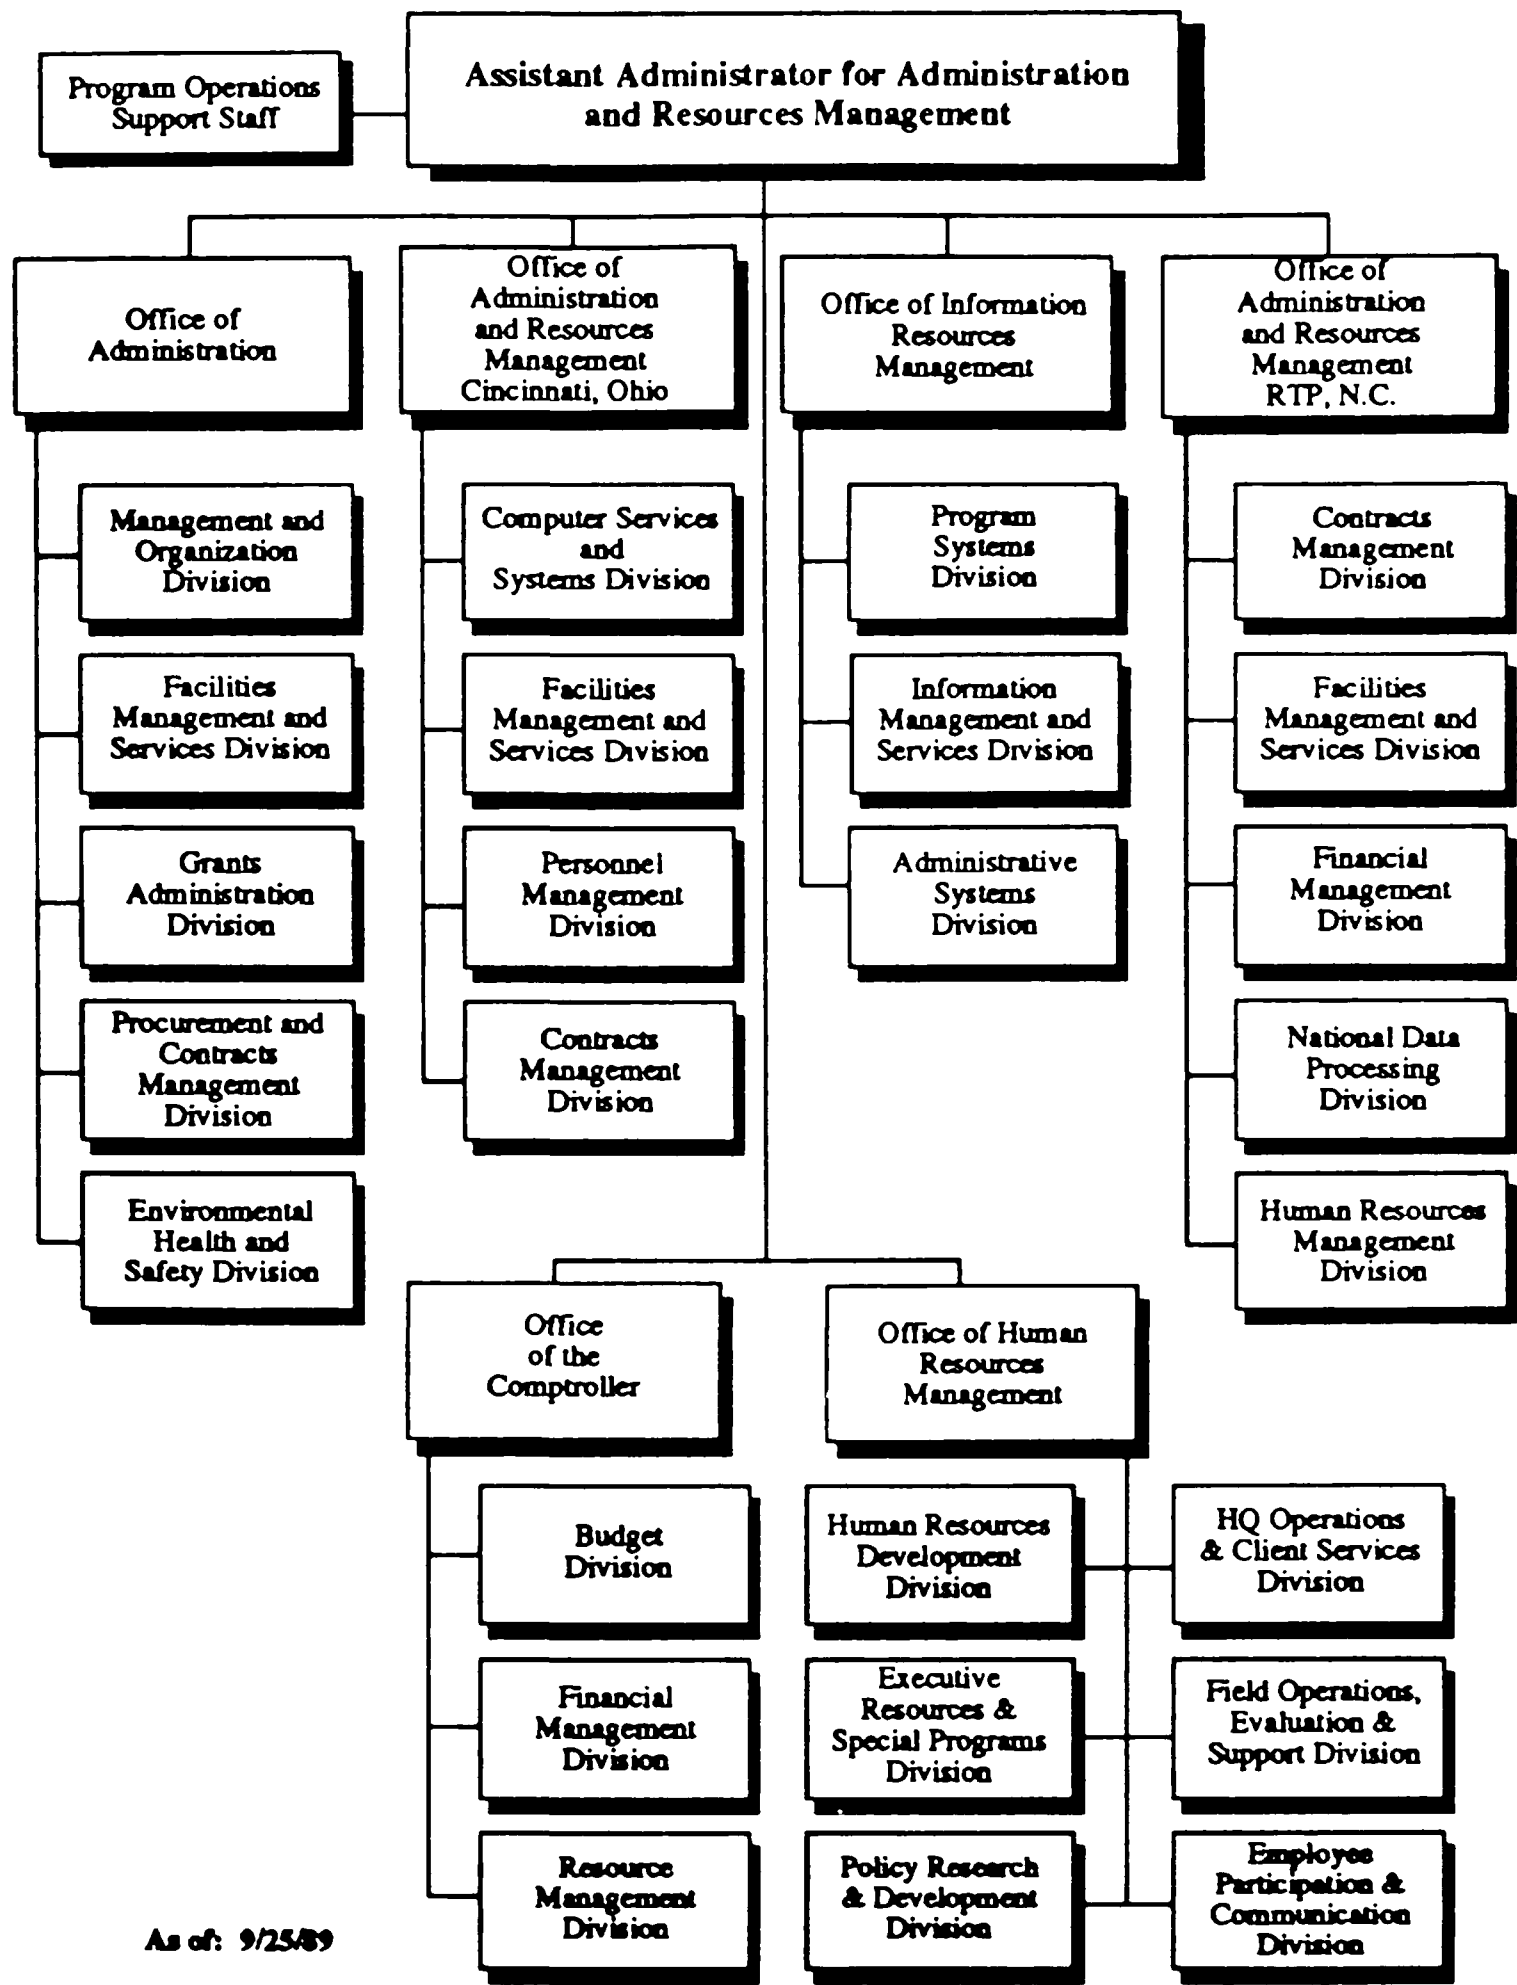 Assistant Administrator for Administration
and Resources Management
Program Operations
Support Staff
Office of
Administration
Office of
Administration
and Resources
Management
Cincinnati, Ohio
Office of Information
Resources
Management
Office of
Administration
and Resources
Management
RTP, N.C.
Management and
Organization
Division
Facilities
Management and
Services Division
Grants
Administration
Division
Procurement and
Contracts
Management
Division
Environmental
Health and
Safety Division
Computer Services
and
Systems Division
Facilities
Management and
Services Division
Personnel
Management
Division
Contracts
Management
Division
Program
Systems
Division
Information
Management and
Services Division
Administrative
Systems
Division
Contracts
Management
Division
Facilities
Management and
Services Division
Financial
Management
Division
National Data
Processing
Division
Human Resources
Management
Division
Office
of the
Comptroller
Office of Human
Resources
Management
Budget
Division
Financial
Management
Division
Resource
Management
Division
Human Resources
Development
Division
Executive
Resources &
Special Programs
Division
Policy Research
& Development
Division
HQ Operations
& Client Services
Division
Field Operations,
Evaluation &
Support Division
Employee
Participation &
Communication
Division
As of: 9/25/89